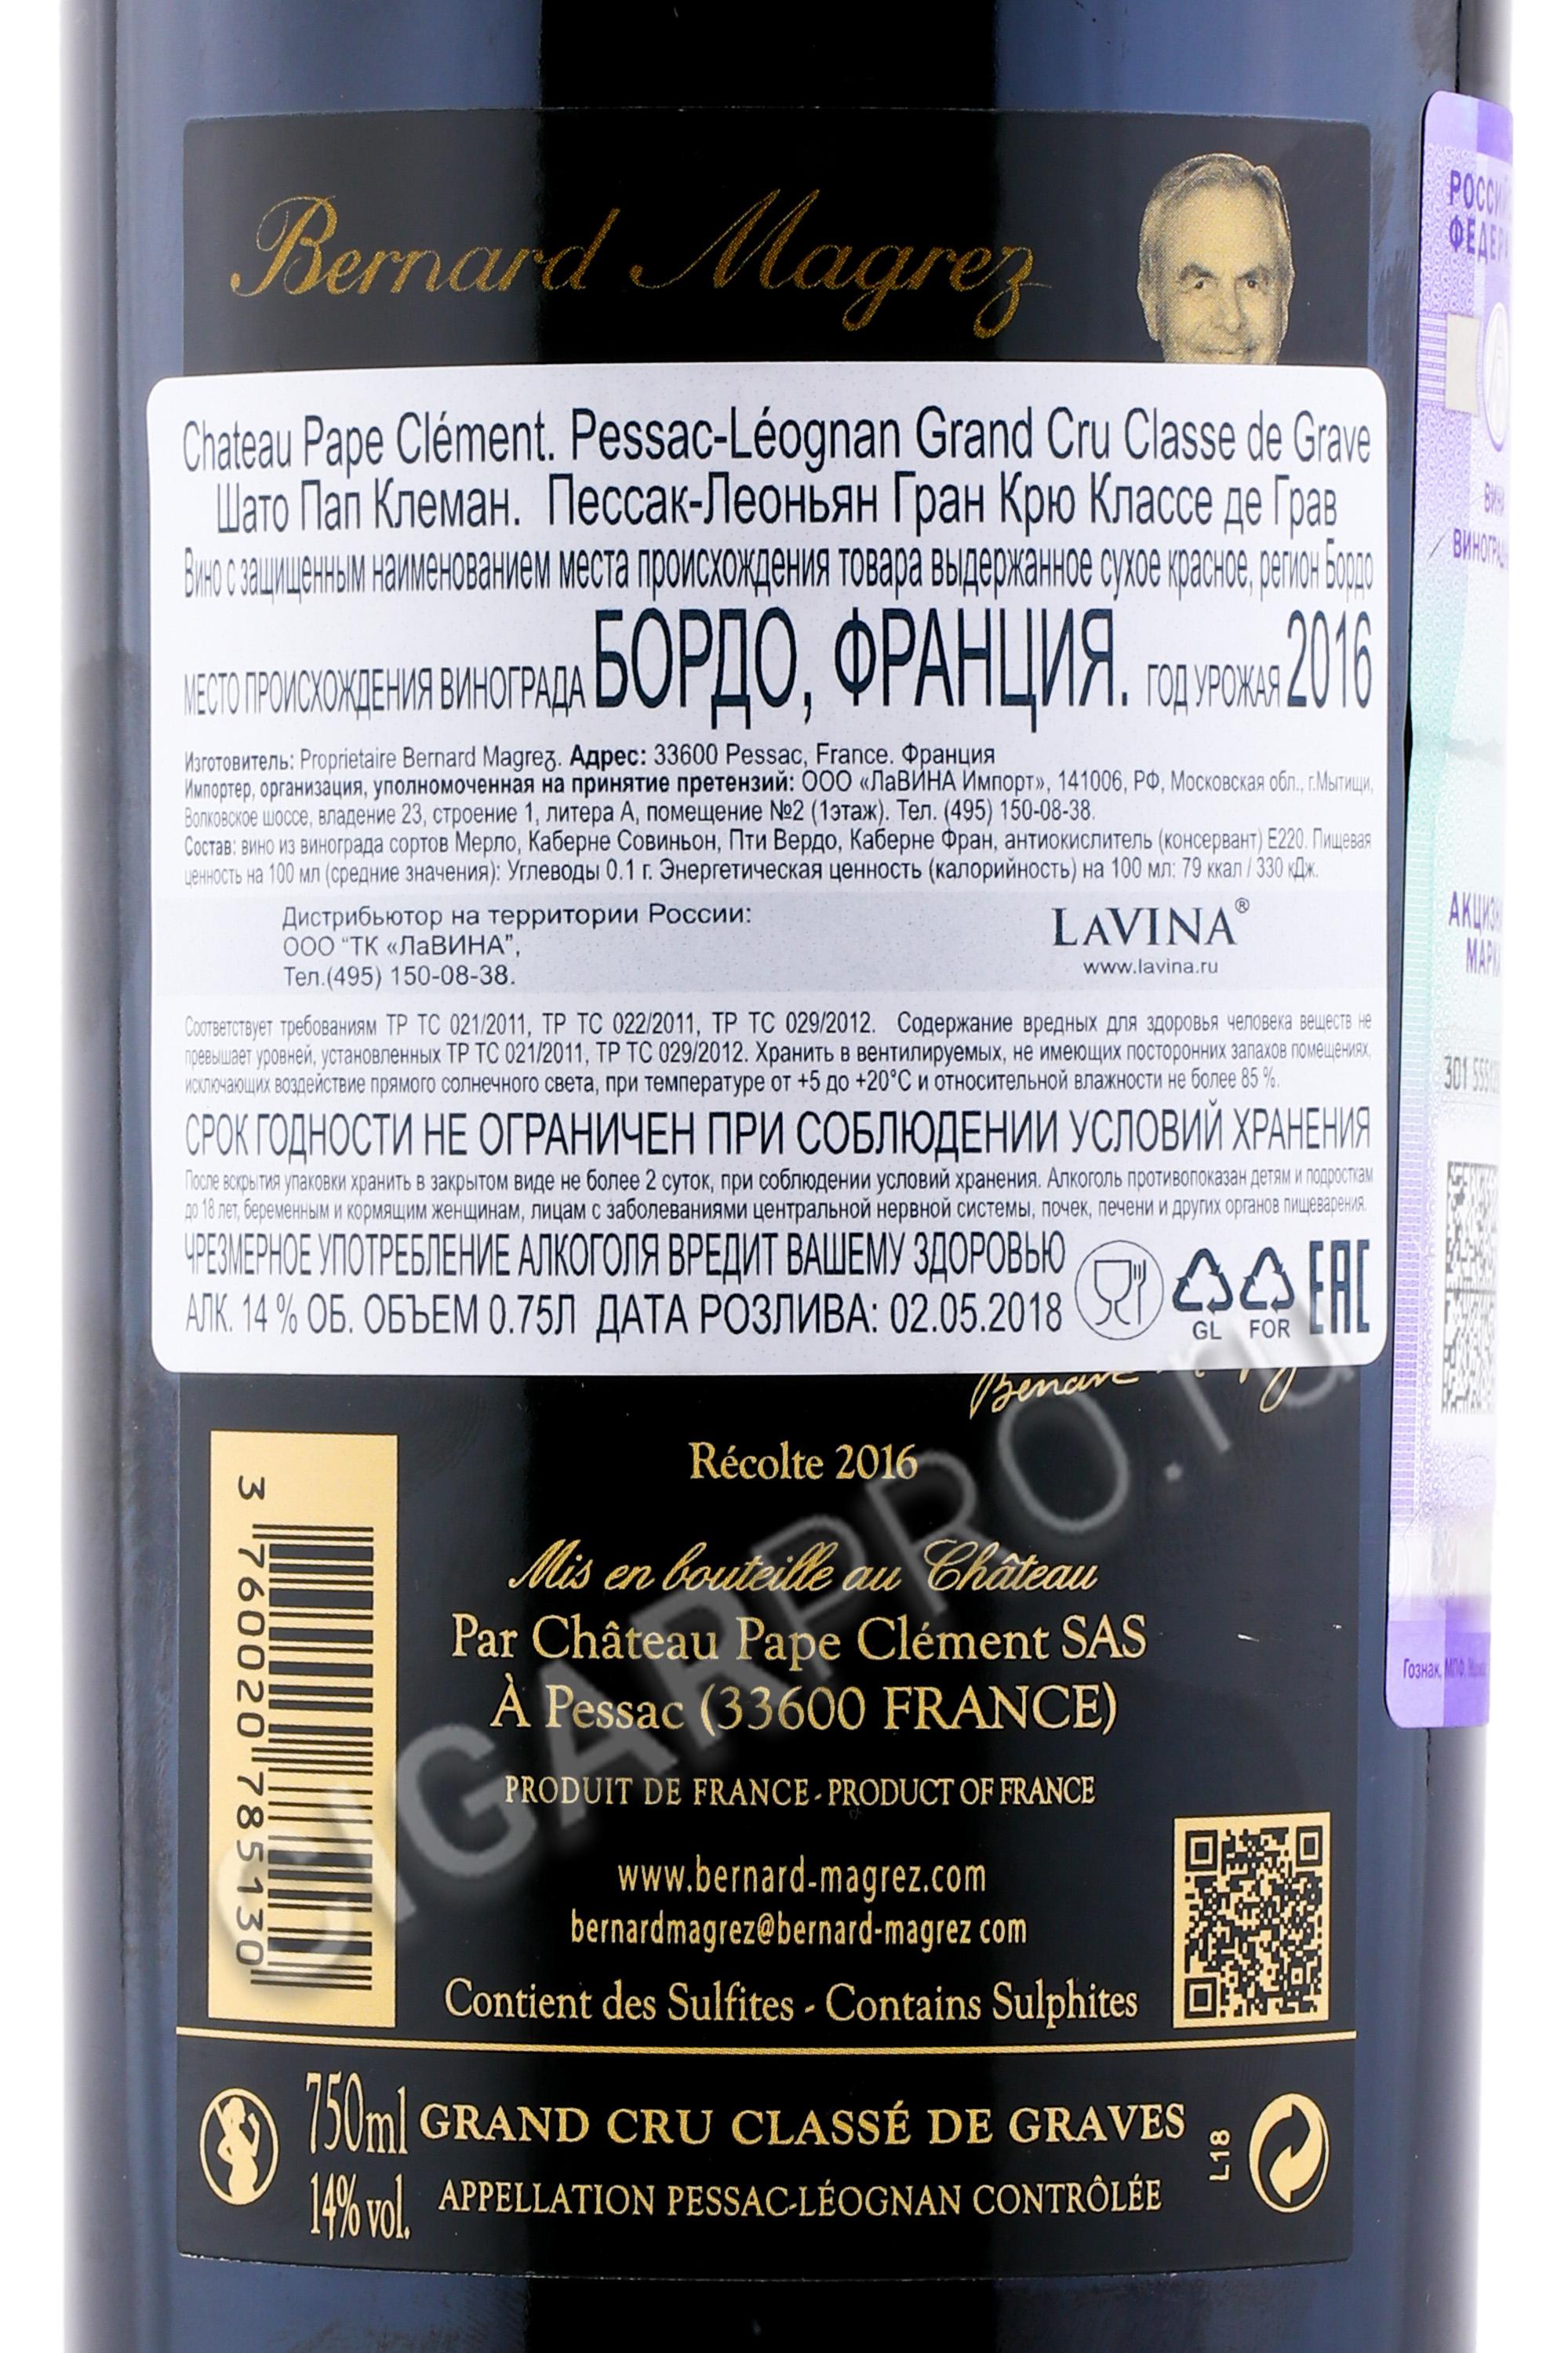 Bernard Magrez
Chateau Pape Clément. Pessac-Léognan Grand Cru Classe de Grave
Шато Пап Клеман. Пессак-Леоньян Гран Крю Классе де Грав
Вино с защищенным наименованием места происхождения товара выдержанное сухое красное, регион Бордо
МЕСТО ПРОИСХОЖДЕНИЯ ВИНОГРАДА БОРДО, ФРАНЦИЯ. ГОД УРОЖАЯ 2016
Изготовитель: Proprietaire Bernard Magrez. Адрес: 33600 Pessac, France. Франция
Импортер, организация, уполномоченная на принятие претензий: ООО «ЛаВИНА Импорт», 141006, РФ, Московская обл., г.Мытищи,
Волковское шоссе, владение 23, строение 1, литера А, помещение №2 (1этаж). Тел. (495) 150-08-38.
Состав: вино из винограда сортов Мерло, Каберне Совиньон, Пти Вердо, Каберне Фран, антиокислитель (консервант) Е220. Пищевая
ценность на 100 мл (средние значения): Углеводы 0.1 г. Энергетическая ценность (калорийность) на 100 мл: 79 ккал / 330 кДж.
Дистрибьютор на территории России:
ООО “ТК «ЛаВИНА”,
Тел.(495) 150-08-38.
LAVINA®
www.lavina.ru
Соответствует требованиям ТР ТС 021/2011, ТР ТС 022/2011, ТР ТС 029/2012. Содержание вредных для здоровья человека веществ не
превышает уровней, установленных ТР ТС 021/2011, ТР ТС 029/2012. Хранить в вентилируемых, не имеющих посторонних запахов помещениях,
исключающих воздействие прямого солнечного света, при температуре от +5 до +20°С и относительной влажности не более 85 %.
СРОК ГОДНОСТИ НЕ ОГРАНИЧЕН ПРИ СОБЛЮДЕНИИ УСЛОВИЙ ХРАНЕНИЯ
После вскрытия упаковки хранить в закрытом виде не более 2 суток, при соблюдении условий хранения. Алкоголь противопоказан детям и подросткам
до 18 лет, беременным и кормящим женщинам, лицам с заболеваниями центральной нервной системы, почек, печени и других органов пищеварения.
ЧРЕЗМЕРНОЕ УПОТРЕБЛЕНИЕ АЛКОГОЛЯ ВРЕДИТ ВАШЕМУ ЗДОРОВЬЮ
АЛК. 14 % ОБ. ОБЪЕМ 0.75Л ДАТА РОЗЛИВА: 02.05.2018
GL FOR EAC
Récolte 2016
Mis en bouteille au Château
Par Château Pape Clément SAS
À Pessac (33600 FRANCE)
PRODUIT DE FRANCE - PRODUCT OF FRANCE
www.bernard-magrez.com
bernardmagrez@bernard-magrez com
Contient des Sulfites - Contains Sulphites
3 760020 785130
750ml GRAND CRU CLASSÉ DE GRAVES
14% vol. APPELLATION PESSAC-LÉOGNAN CONTRÔLÉE
L18
CIGARPRO.ru
Гознак,